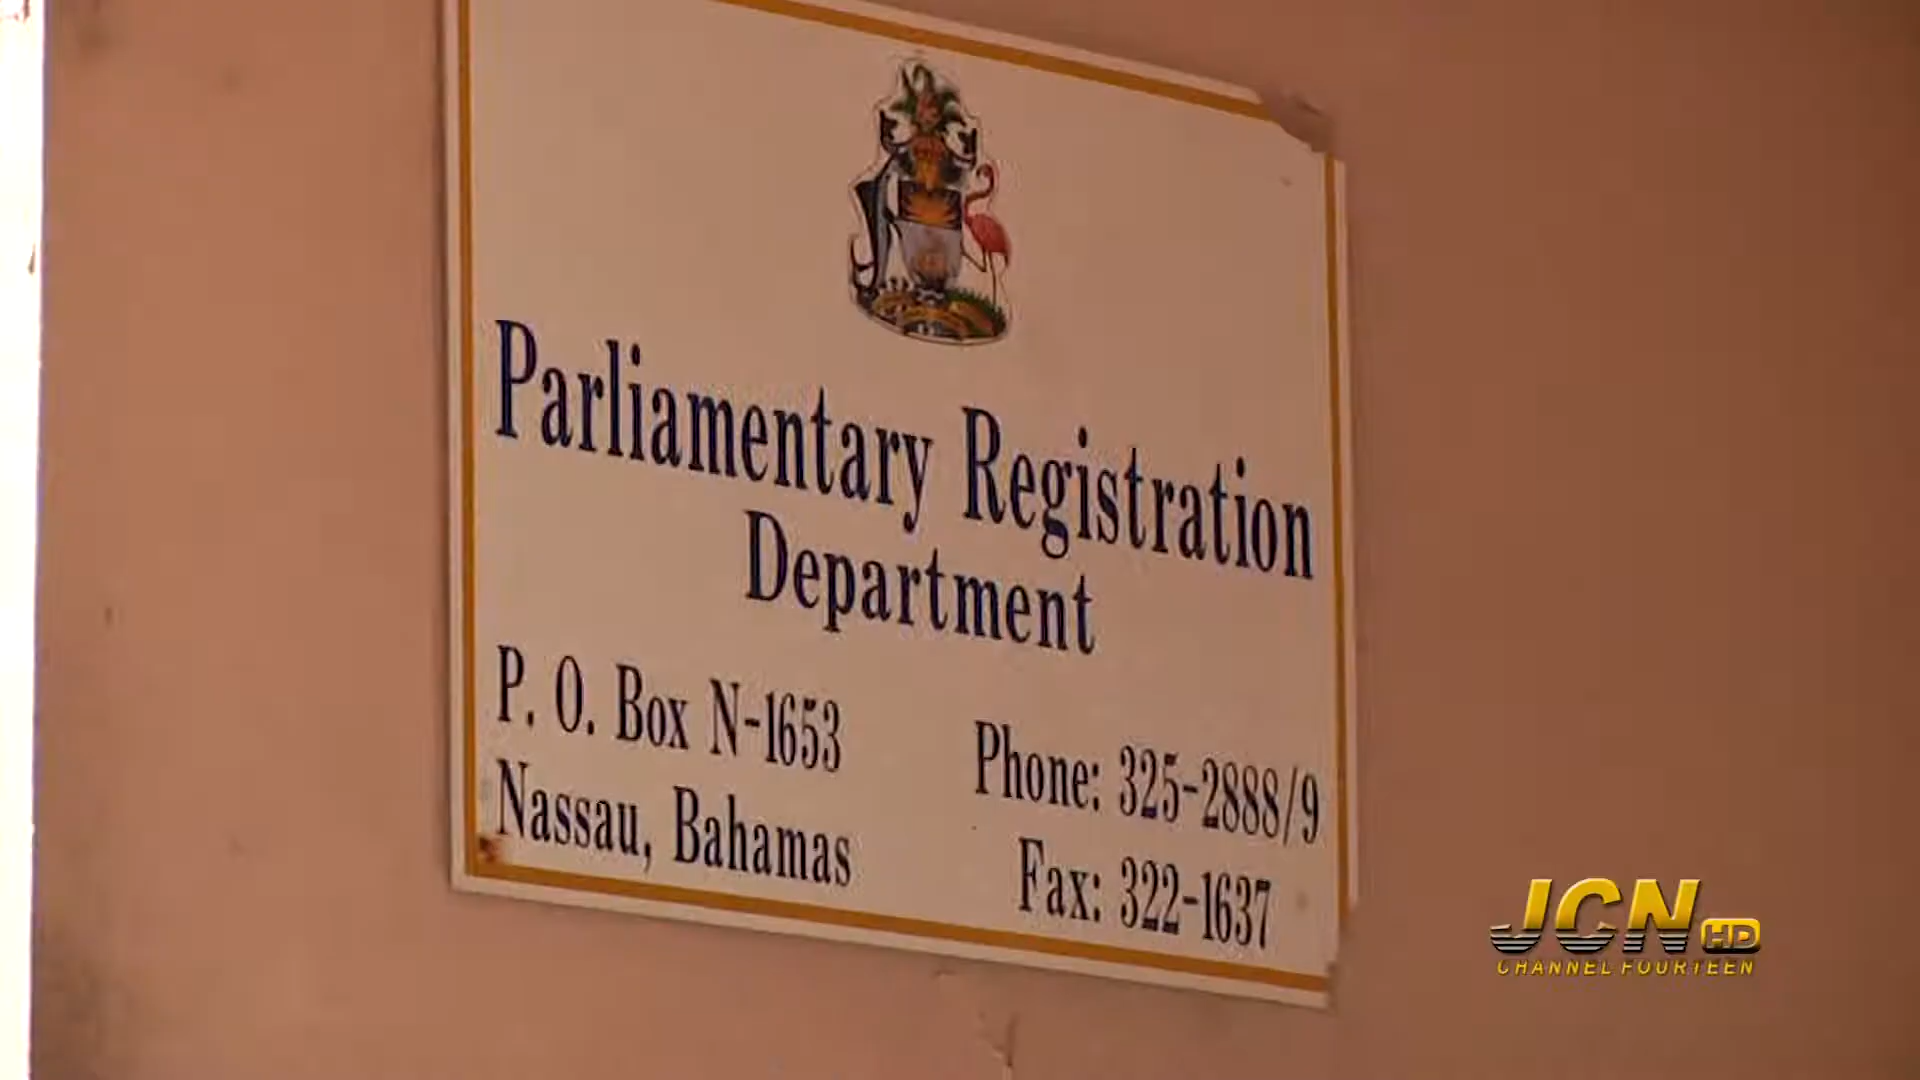 Parliamentary Registration
Department
P. O. Box N-1653
Nassau, Bahamas
Phone: 325-2888/9
Fax: 322-1637
JCN HD
CHANNEL FOURTEEN